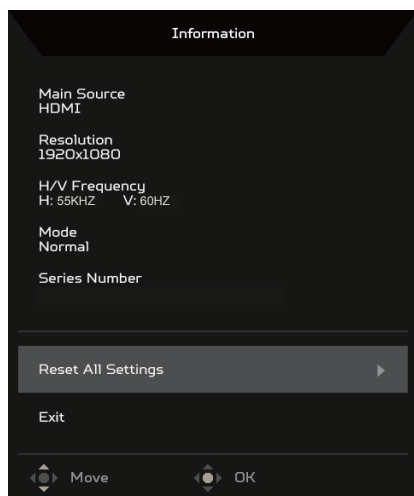 Information
Main Source
HDMI
Resolution
1920x1080
H/V Frequency
H: 55KHZ V: 60HZ
Mode
Normal
Series Number
Reset All Settings
Exit
Move OK